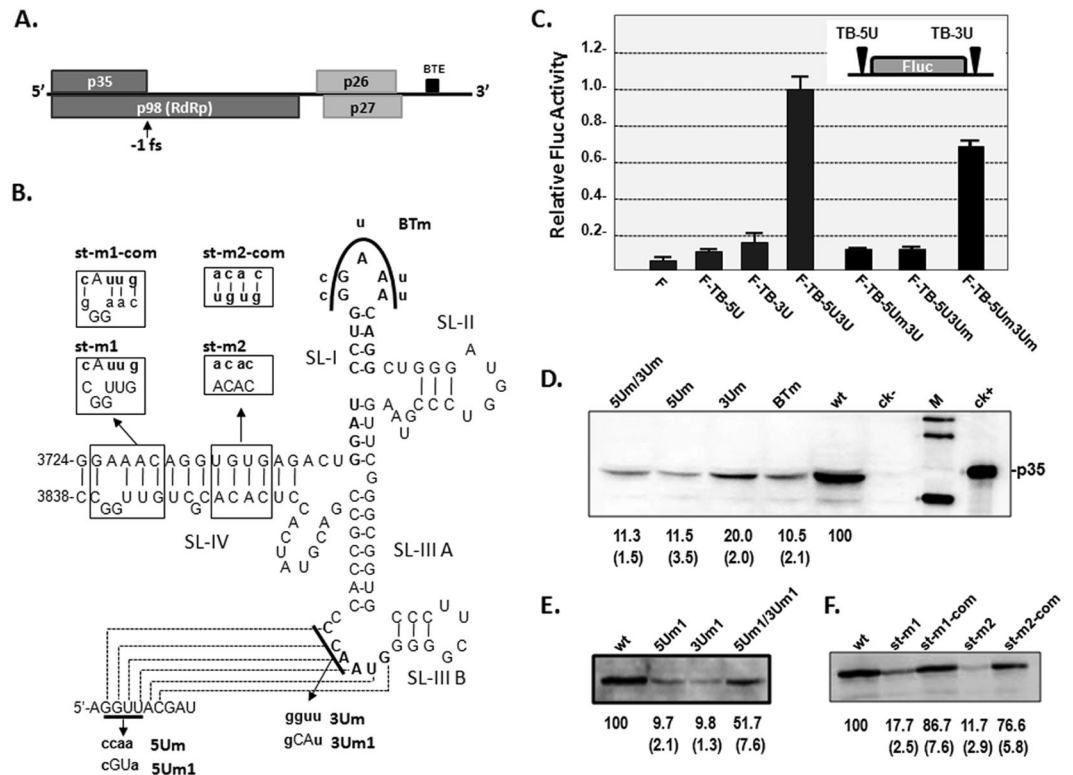 A.
5' p35 p26 BTE 3'
p98 (RdRp) p27
-1 fs
B.
st-m1-com
c A u u g
g a a c
GG
st-m2-com
a c a c
u g u g
st-m1
c A u u g
C UUG
GG
st-m2
a c ac
ACAC
BTm
SL-I
SL-II
3724-G GAAACAGGUGUGAGACUG
3838-C
SL-IV
SL-III A
SL-III B
5'-AGGUUACGAU
ccaa 5Um
cGUa 5Um1
gguu 3Um
gCAu 3Um1
C.
Relative Fluc Activity
1.2-
1.0-
0.8-
0.6-
0.4-
0.2-
TB-5U TB-3U
Fluc
F
F-TB-5U
F-TB-3U
F-TB-5U3U
F-TB-5Um3U
F-TB-5U3Um
F-TB-5Um3Um
D.
5Um/3Um 5Um 3Um BTm wt ck- M ck+
-p35
11.3 11.5 20.0 10.5 100
(1.5) (3.5) (2.0) (2.1)
E.
wt 5Um1 3Um1 5Um1/3Um1
100 9.7 9.8 51.7
(2.1) (1.3) (7.6)
F.
wt st-m1 st-m1-com st-m2 st-m2-com
100 17.7 86.7 11.7 76.6
(2.5) (7.6) (2.9) (5.8)